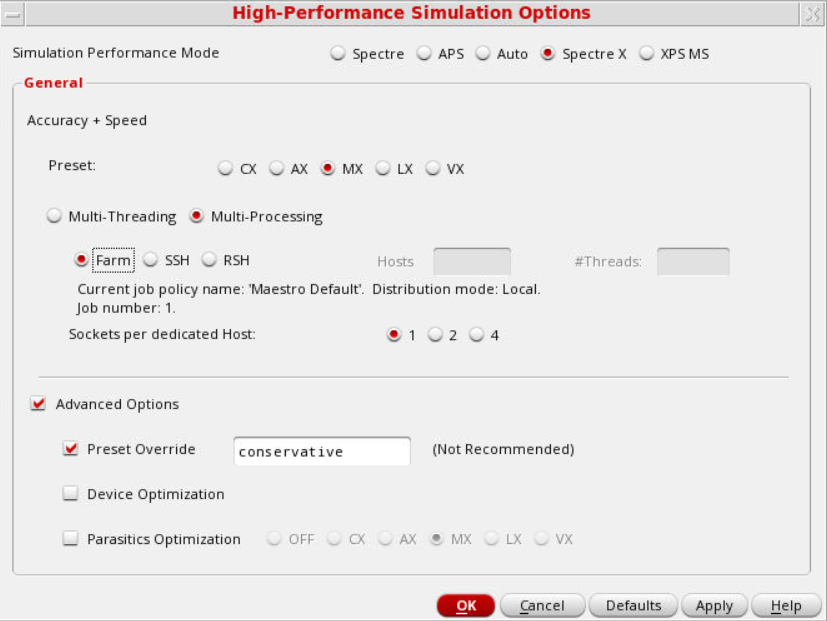 High-Performance Simulation Options
Simulation Performance Mode Spectre APS Auto Spectre X XPS MS
General
Accuracy + Speed
Preset: CX AX MX LX VX
Multi-Threading Multi-Processing
Farm SSH RSH Hosts #Threads:
Current job policy name: 'Maestro Default'. Distribution mode: Local.
Job number: 1.
Sockets per dedicated Host: 1 2 4
Advanced Options
Preset Override conservative (Not Recommended)
Device Optimization
Parasitics Optimization OFF CX AX MX LX VX
OK Cancel Defaults Apply Help